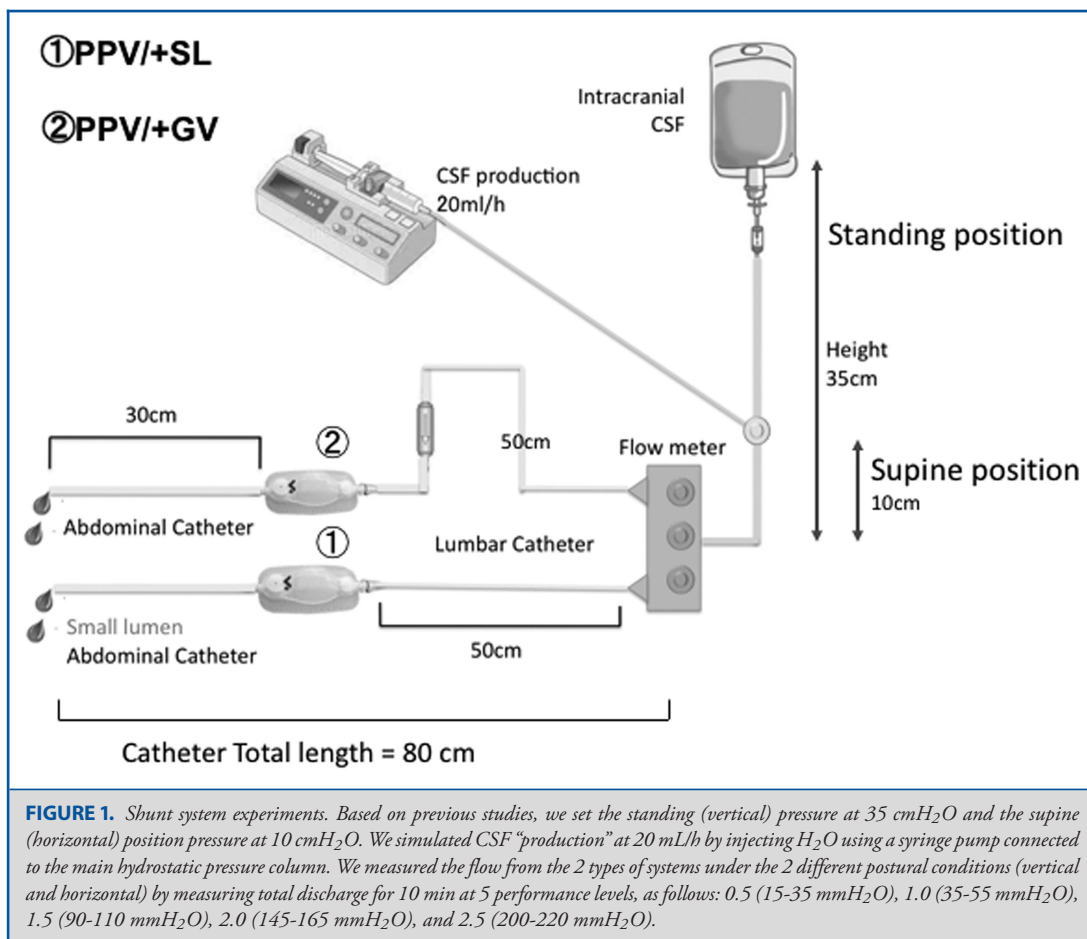 ①PPV/+SL
②PPV/+GV
Intracranial
CSF
CSF production
20ml/h
Standing position
Height
35cm
30cm
②
50cm
Flow meter
Supine position
10cm
Abdominal Catheter
①
Lumbar Catheter
Small lumen
Abdominal Catheter
50cm
Catheter Total length = 80 cm
FIGURE 1. Shunt system experiments. Based on previous studies, we set the standing (vertical) pressure at 35 cmH₂O and the supine
(horizontal) position pressure at 10 cmH₂O. We simulated CSF “production” at 20 mL/h by injecting H₂O using a syringe pump connected
to the main hydrostatic pressure column. We measured the flow from the 2 types of systems under the 2 different postural conditions (vertical
and horizontal) by measuring total discharge for 10 min at 5 performance levels, as follows: 0.5 (15-35 mmH₂O), 1.0 (35-55 mmH₂O),
1.5 (90-110 mmH₂O), 2.0 (145-165 mmH₂O), and 2.5 (200-220 mmH₂O).